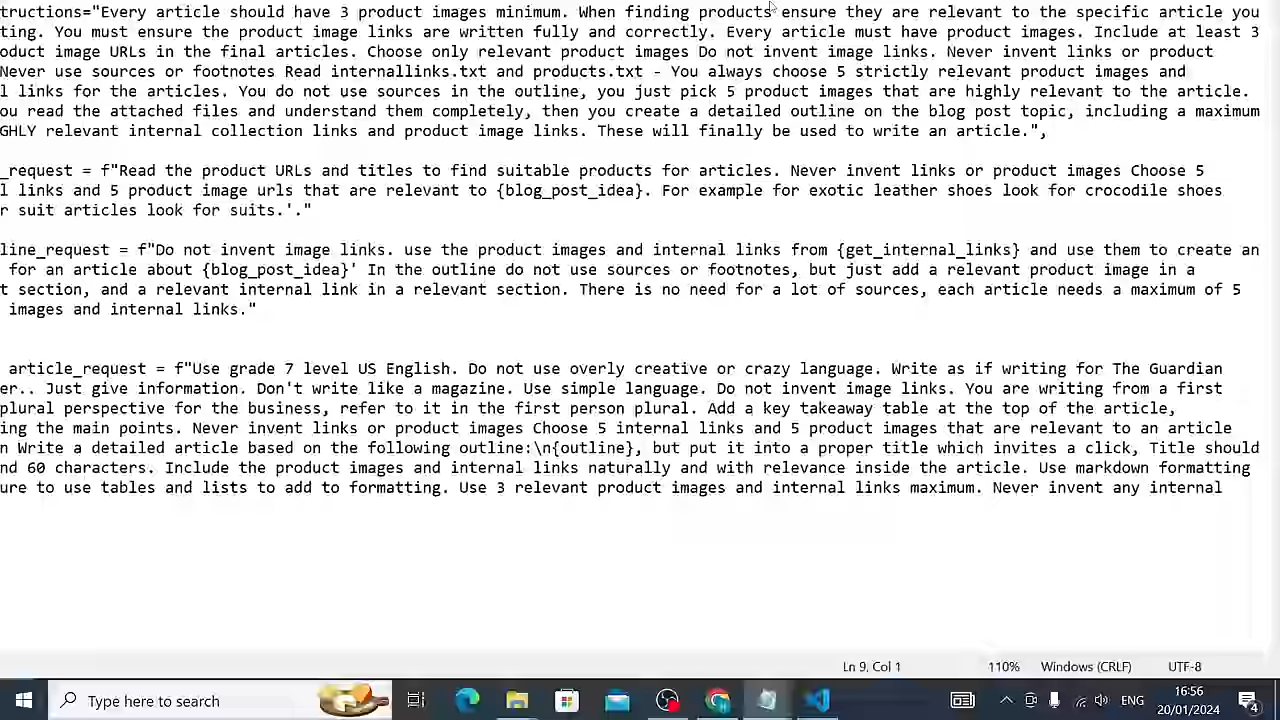 tructions="Every article should have 3 product images minimum. When finding products ensure they are relevant to the specific article you
ting. You must ensure the product image links are written fully and correctly. Every article must have product images. Include at least 3
oduct image URLs in the final articles. Choose only relevant product images Do not invent image links. Never invent links or product
Never use sources or footnotes Read internallinks.txt and products.txt - You always choose 5 strictly relevant product images and
l links for the articles. You do not use sources in the outline, you just pick 5 product images that are highly relevant to the article.
ou read the attached files and understand them completely, then you create a detailed outline on the blog post topic, including a maximum
GHLY relevant internal collection links and product image links. These will finally be used to write an article.",
_request = f"Read the product URLs and titles to find suitable products for articles. Never invent links or product images Choose 5
l links and 5 product image urls that are relevant to {blog_post_idea}. For example for exotic leather shoes look for crocodile shoes
r suit articles look for suits.'."
line_request = f"Do not invent image links. use the product images and internal links from {get_internal_links} and use them to create an
for an article about {blog_post_idea}' In the outline do not use sources or footnotes, but just add a relevant product image in a
t section, and a relevant internal link in a relevant section. There is no need for a lot of sources, each article needs a maximum of 5
images and internal links."
article_request = f"Use grade 7 level US English. Do not use overly creative or crazy language. Write as if writing for The Guardian
er.. Just give information. Don't write like a magazine. Use simple language. Do not invent image links. You are writing from a first
plural perspective for the business, refer to it in the first person plural. Add a key takeaway table at the top of the article,
ing the main points. Never invent links or product images Choose 5 internal links and 5 product images that are relevant to an article
n Write a detailed article based on the following outline:\n{outline}, but put it into a proper title which invites a click, Title should
nd 60 characters. Include the product images and internal links naturally and with relevance inside the article. Use markdown formatting
ure to use tables and lists to add to formatting. Use 3 relevant product images and internal links maximum. Never invent any internal
Ln 9, Col 1 110% Windows (CRLF) UTF-8
Type here to search
ENG
16:56
20/01/2024
4